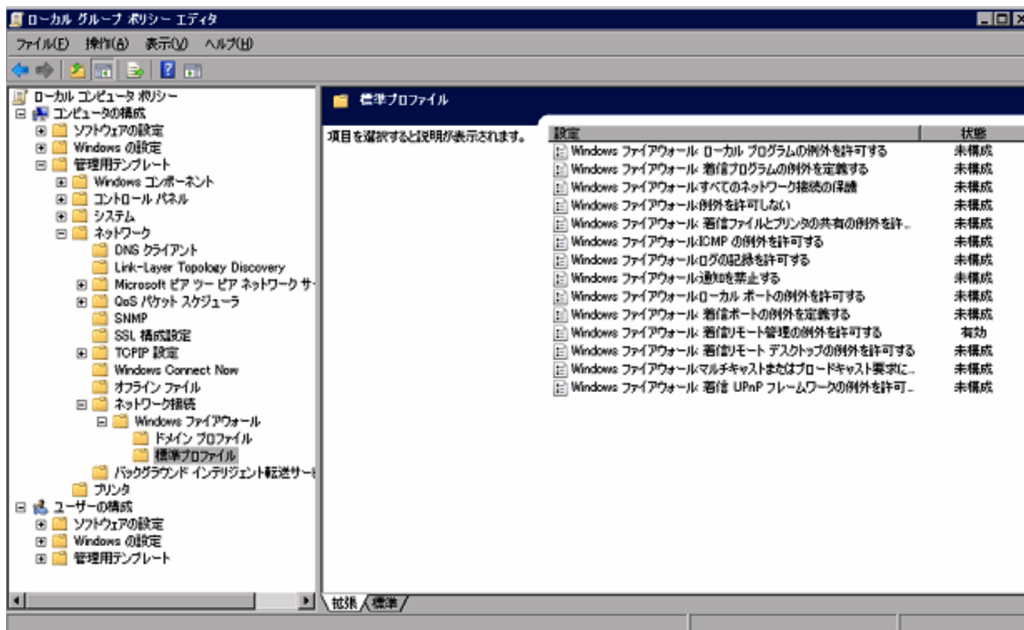 ローカル グループ ポリシー エディタ
ファイル(F) 操作(A) 表示(V) ヘルプ(H)
ローカル コンピュータ ポリシー
コンピュータの構成
ソフトウェアの設定
Windows の設定
管理用テンプレート
Windows コンポーネント
コントロール パネル
システム
ネットワーク
DNS クライアント
Link-Layer Topology Discovery
Microsoft ピア ツー ピア ネットワーク サー
QoS パケット スケジューラ
SNMP
SSL 構成設定
TCPIP 設定
Windows Connect Now
オフライン ファイル
ネットワーク接続
Windows ファイアウォール
ドメイン プロファイル
標準プロファイル
バックグラウンド インテリジェント転送サービ
プリンタ
ユーザーの構成
ソフトウェアの設定
Windows の設定
管理用テンプレート
標準プロファイル
項目を選択すると説明が表示されます。
設定 状態
Windows ファイアウォール: ローカル プログラムの例外を許可する 未構成
Windows ファイアウォール: 着信プログラムの例外を定義する 未構成
Windows ファイアウォール:すべてのネットワーク接続の保護 未構成
Windows ファイアウォール:例外を許可しない 未構成
Windows ファイアウォール: 着信ファイルとプリンタの共有の例外を許... 未構成
Windows ファイアウォール:ICMP の例外を許可する 未構成
Windows ファイアウォール:ログの記録を許可する 未構成
Windows ファイアウォール:通知を禁止する 未構成
Windows ファイアウォール:ローカル ポートの例外を許可する 未構成
Windows ファイアウォール: 着信ポートの例外を定義する 未構成
Windows ファイアウォール: 着信リモート管理の例外を許可する 有効
Windows ファイアウォール: 着信リモート デスクトップの例外を許可する 未構成
Windows ファイアウォール:マルチキャストまたはブロードキャスト要求に... 未構成
Windows ファイアウォール: 着信 UPnP フレームワークの例外を許可... 未構成
拡張 標準